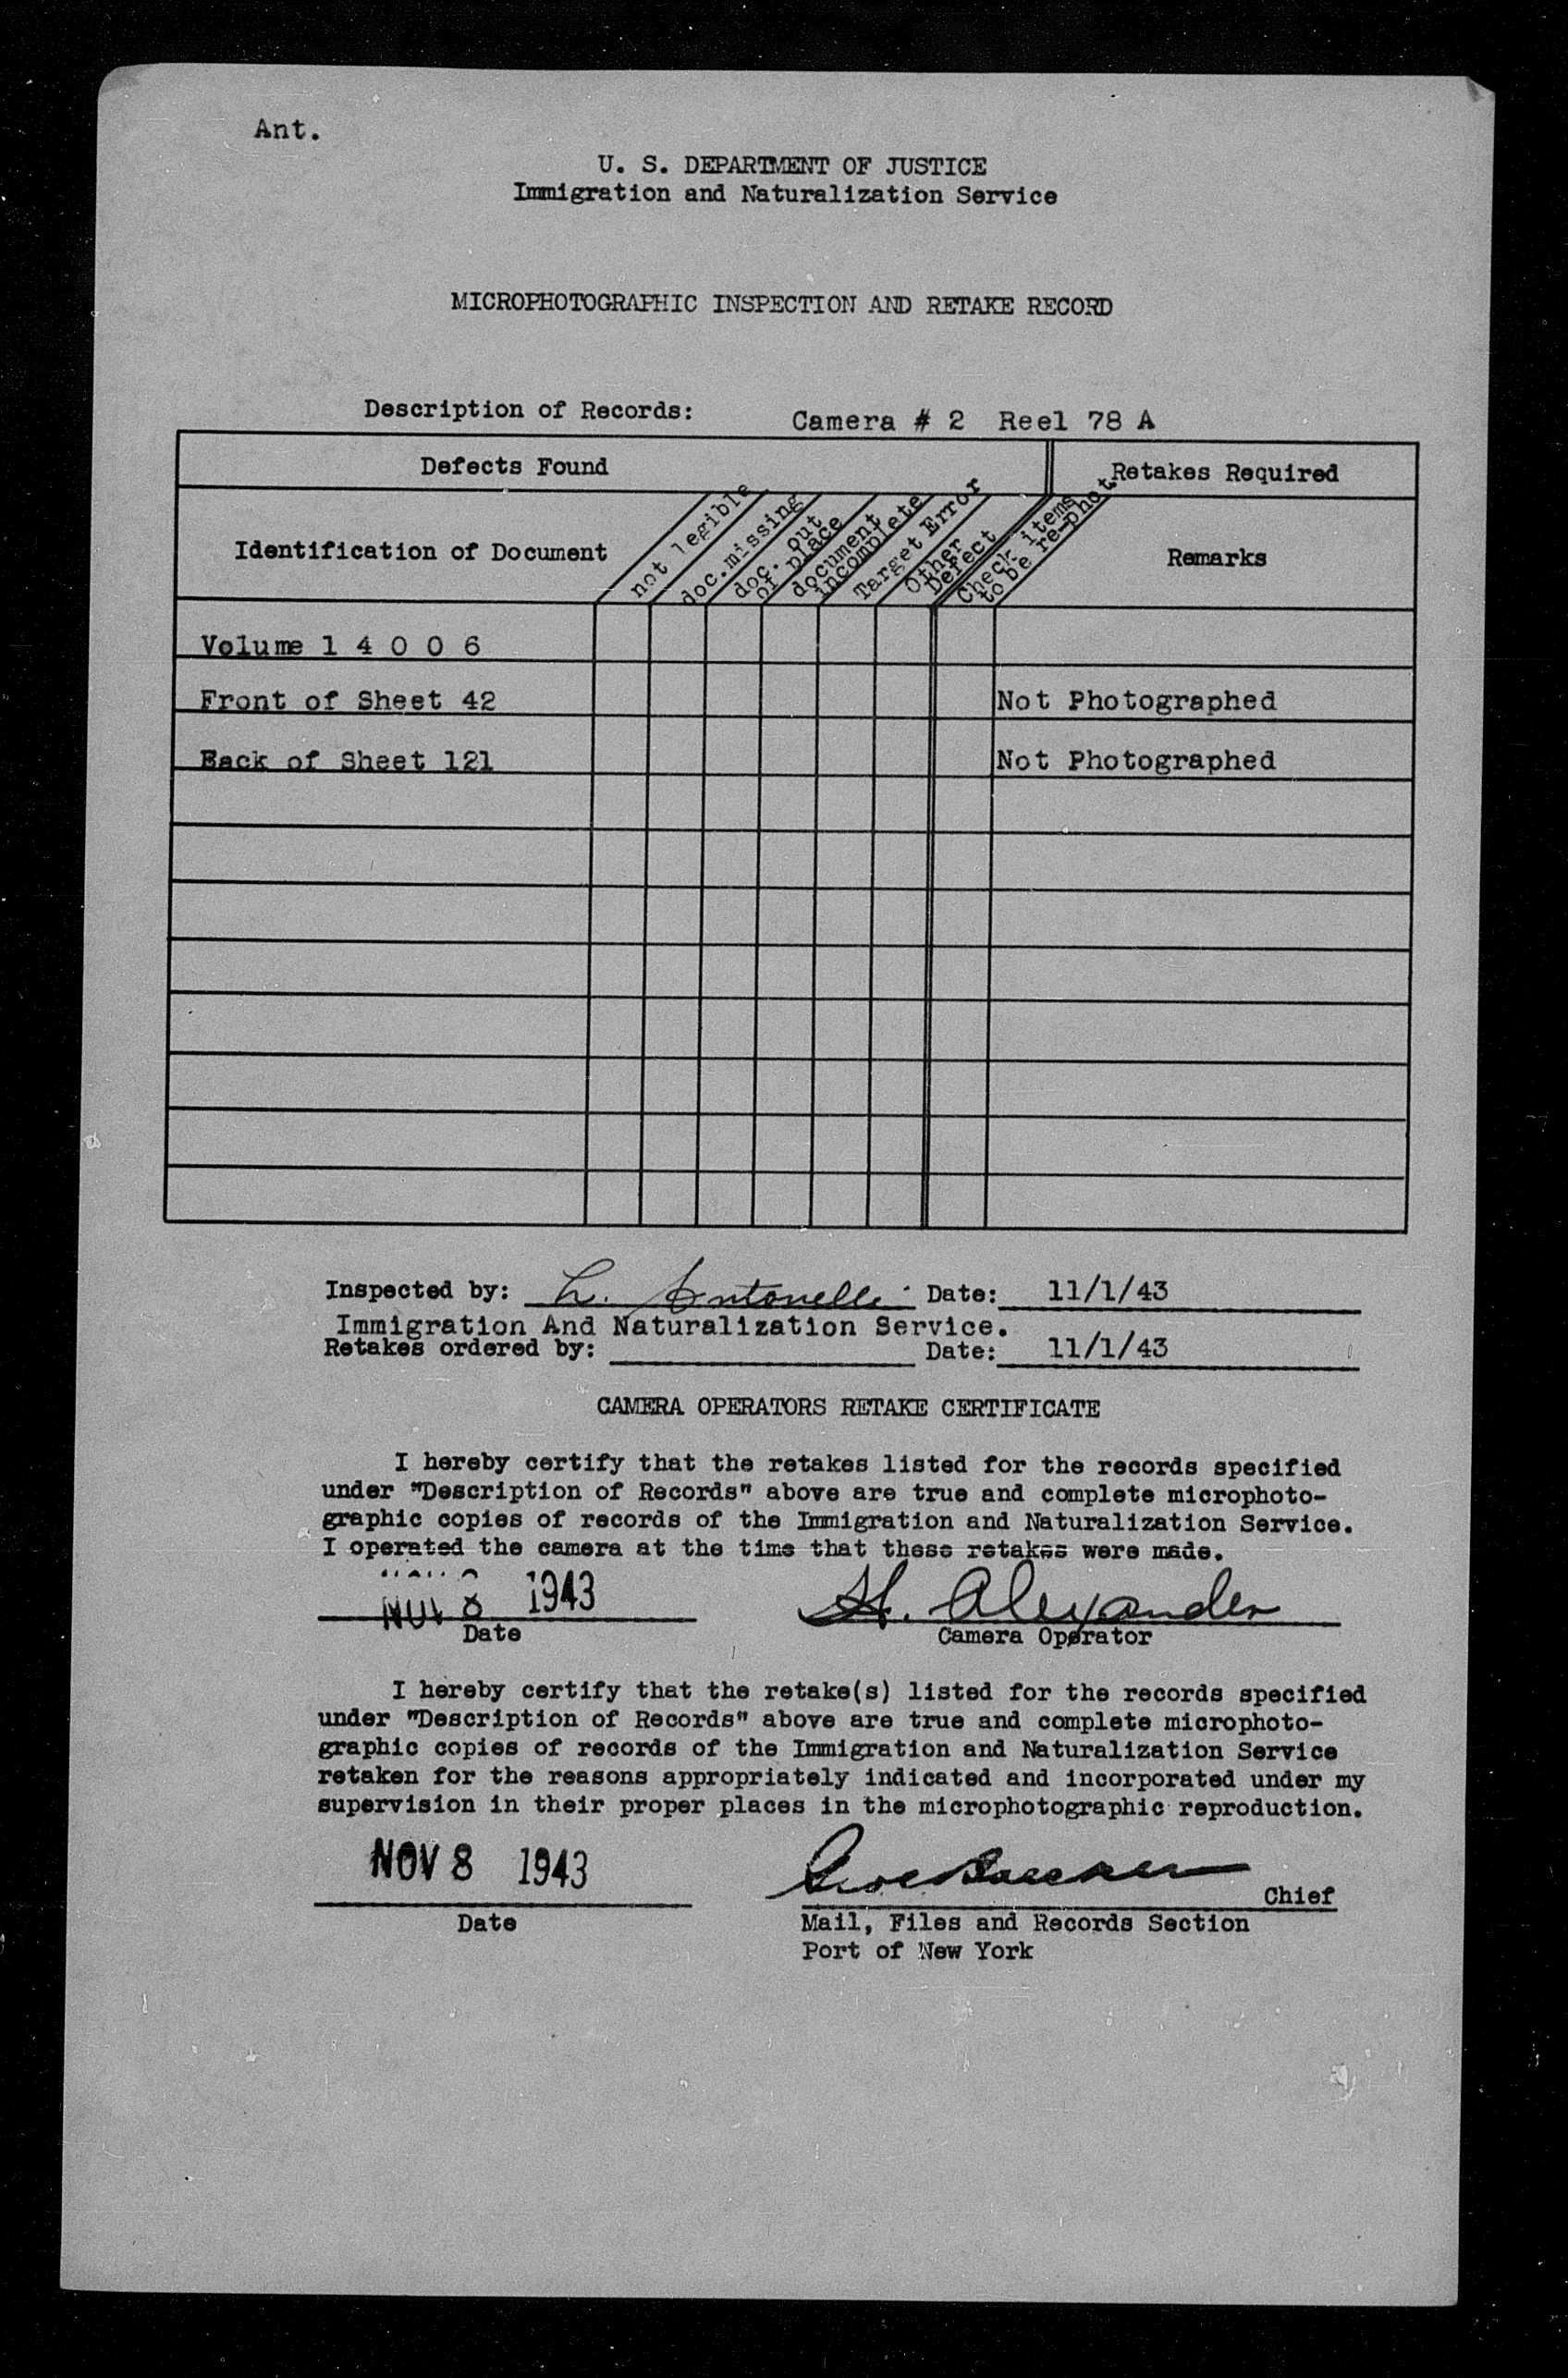 Ant.
U. S. DEPARTMENT OF JUSTICE
Immigration and Naturalization Service
MICROPHOTOGRAPHIC INSPECTION AND RETAKE RECORD
Description of Records: Camera # 2 Reel 78 A
Defects Found Retakes Required
Identification of Document
not legible
doc.missing
doc. out
of place
document
incomplete
Target Error
Other
Defect
Check items
to be re-phot.
Remarks
Volume 1 4 0 0 6
Front of Sheet 42 Not Photographed
Back of Sheet 121 Not Photographed
Inspected by: L. Antonelli Date: 11/1/43
Immigration And Naturalization Service.
Retakes ordered by: Date: 11/1/43
CAMERA OPERATORS RETAKE CERTIFICATE
I hereby certify that the retakes listed for the records specified
under "Description of Records" above are true and complete microphoto-
graphic copies of records of the Immigration and Naturalization Service.
I operated the camera at the time that these retakes were made.
NOV 8 1943 H. Alexander
Date Camera Operator
I hereby certify that the retake(s) listed for the records specified
under "Description of Records" above are true and complete microphoto-
graphic copies of records of the Immigration and Naturalization Service
retaken for the reasons appropriately indicated and incorporated under my
supervision in their proper places in the microphotographic reproduction.
NOV 8 1943
Chief
Date Mail, Files and Records Section
Port of New York